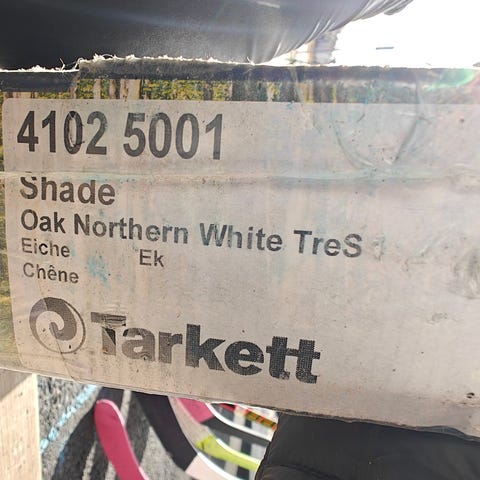 4102 5001
Shade
Oak Northern White TreS
Eiche Ek
Chêne
Tarkett